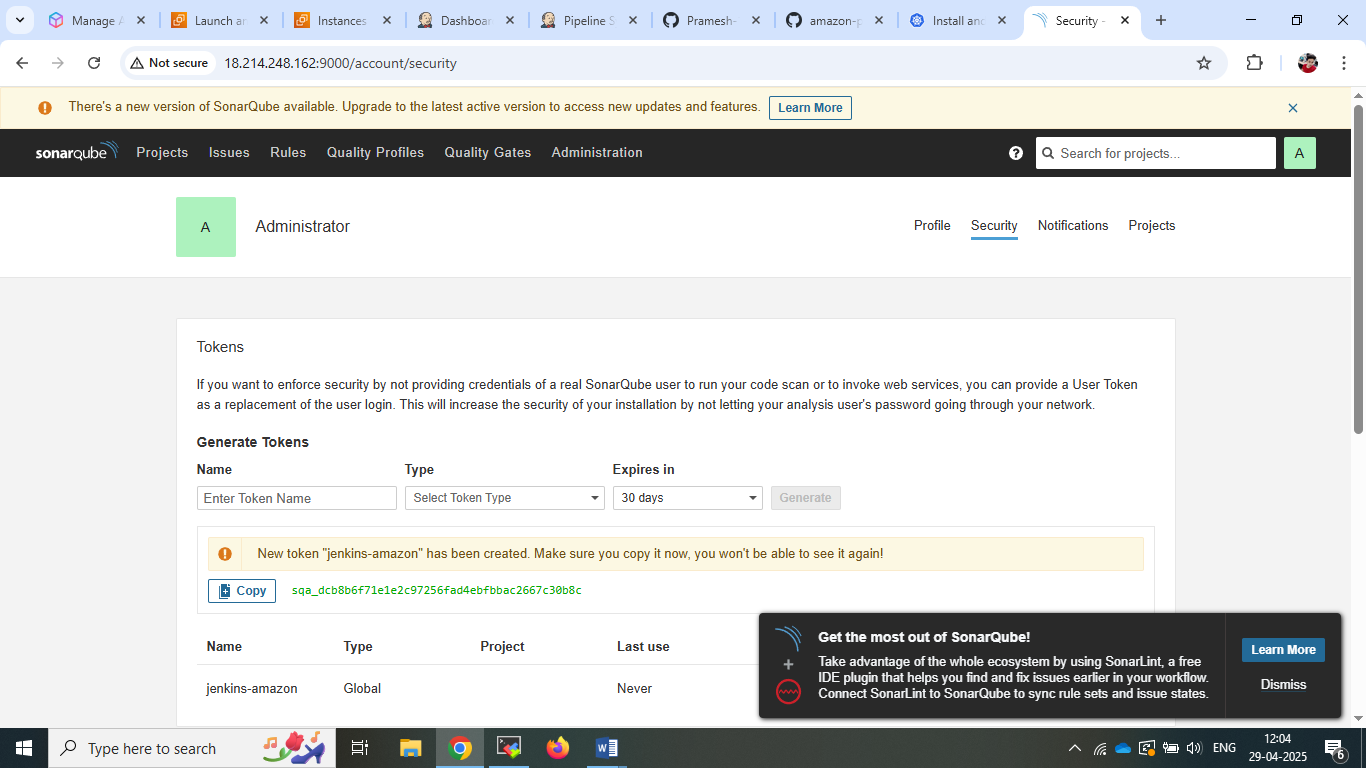 Manage A
Launch an
Instances
Dashboar
Pipeline S
Pramesh-
amazon-p
Install and
Security -
Not secure
18.214.248.162:9000/account/security
There's a new version of SonarQube available. Upgrade to the latest active version to access new updates and features.
Learn More
sonarqube
Projects
Issues
Rules
Quality Profiles
Quality Gates
Administration
?
Search for projects...
A
A
Administrator
Profile
Security
Notifications
Projects
Tokens
If you want to enforce security by not providing credentials of a real SonarQube user to run your code scan or to invoke web services, you can provide a User Token
as a replacement of the user login. This will increase the security of your installation by not letting your analysis user's password going through your network.
Generate Tokens
Name
Type
Expires in
Enter Token Name
Select Token Type
30 days
Generate
New token "jenkins-amazon" has been created. Make sure you copy it now, you won't be able to see it again!
Copy
sqa_dcb8b6f71e1e2c97256fad4ebfbbac2667c30b8c
Name
Type
Project
Last use
jenkins-amazon
Global
Never
Get the most out of SonarQube!
Take advantage of the whole ecosystem by using SonarLint, a free
IDE plugin that helps you find and fix issues earlier in your workflow.
Connect SonarLint to SonarQube to sync rule sets and issue states.
Learn More
Dismiss
Type here to search
ENG
12:04
29-04-2025
6